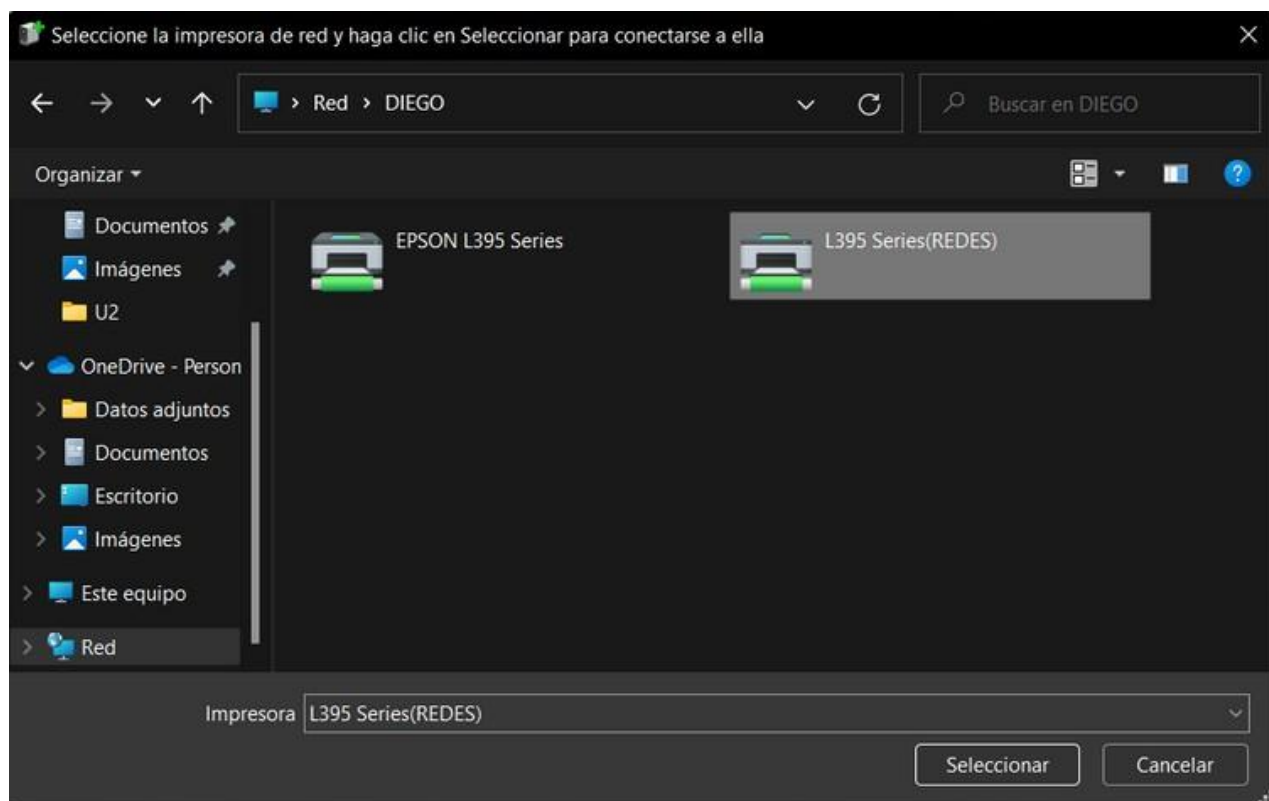 Seleccione la impresora de red y haga clic en Seleccionar para conectarse a ella
Red > DIEGO
Buscar en DIEGO
Organizar
Documentos
Imágenes
U2
OneDrive - Person
Datos adjuntos
Documentos
Escritorio
Imágenes
Este equipo
Red
EPSON L395 Series
L395 Series(REDES)
Impresora L395 Series(REDES)
Seleccionar
Cancelar